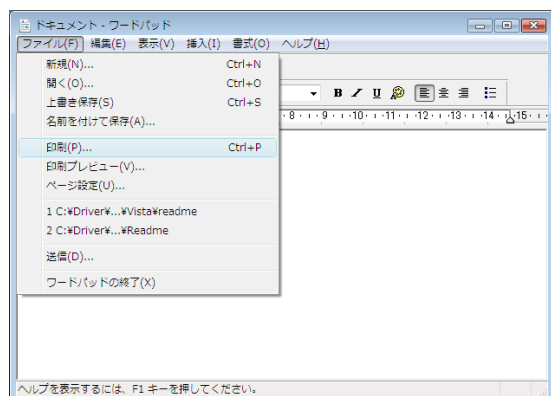 ドキュメント - ワードパッド
ファイル(F) 編集(E) 表示(V) 挿入(I) 書式(O) ヘルプ(H)
新規(N)... Ctrl+N
開く(O)... Ctrl+O
上書き保存(S) Ctrl+S
名前を付けて保存(A)...
B / U
8 9 10 11 12 13 14 15
印刷(P)... Ctrl+P
印刷プレビュー(V)...
ページ設定(U)...
1 C:¥Driver¥...¥Vista¥readme
2 C:¥Driver¥...¥Readme
送信(D)...
ワードパッドの終了(X)
ヘルプを表示するには、F1 キーを押してください。